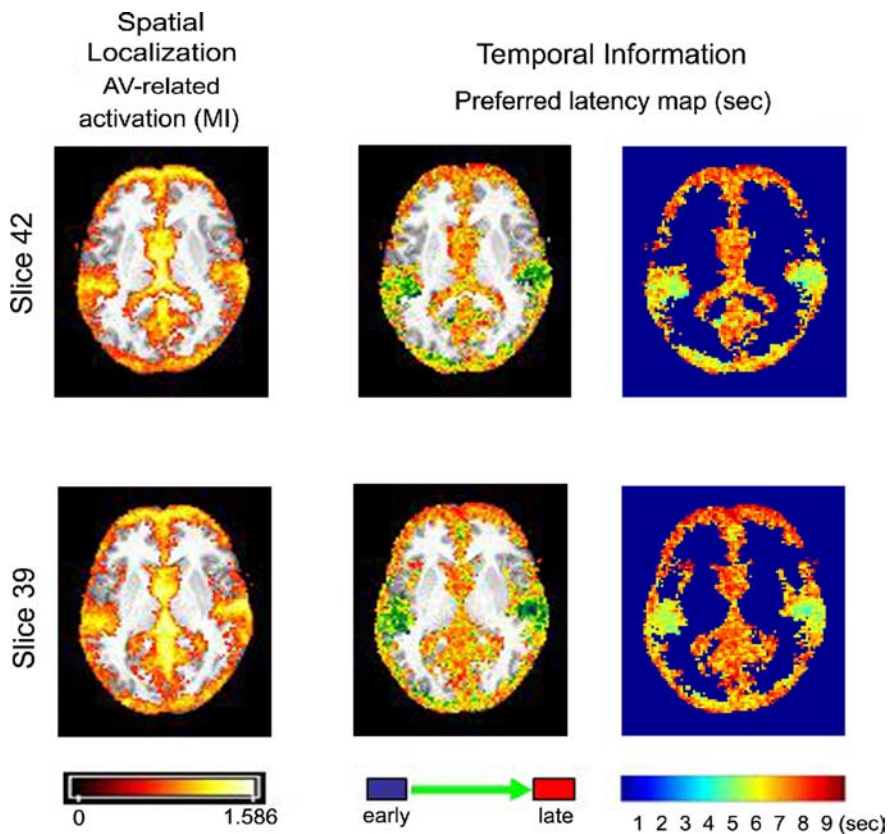 Spatial
Localization
AV-related
activation (MI)
Temporal Information
Preferred latency map (sec)
Slice 42
Slice 39
0 1.586
early late
1 2 3 4 5 6 7 8 9 (sec)